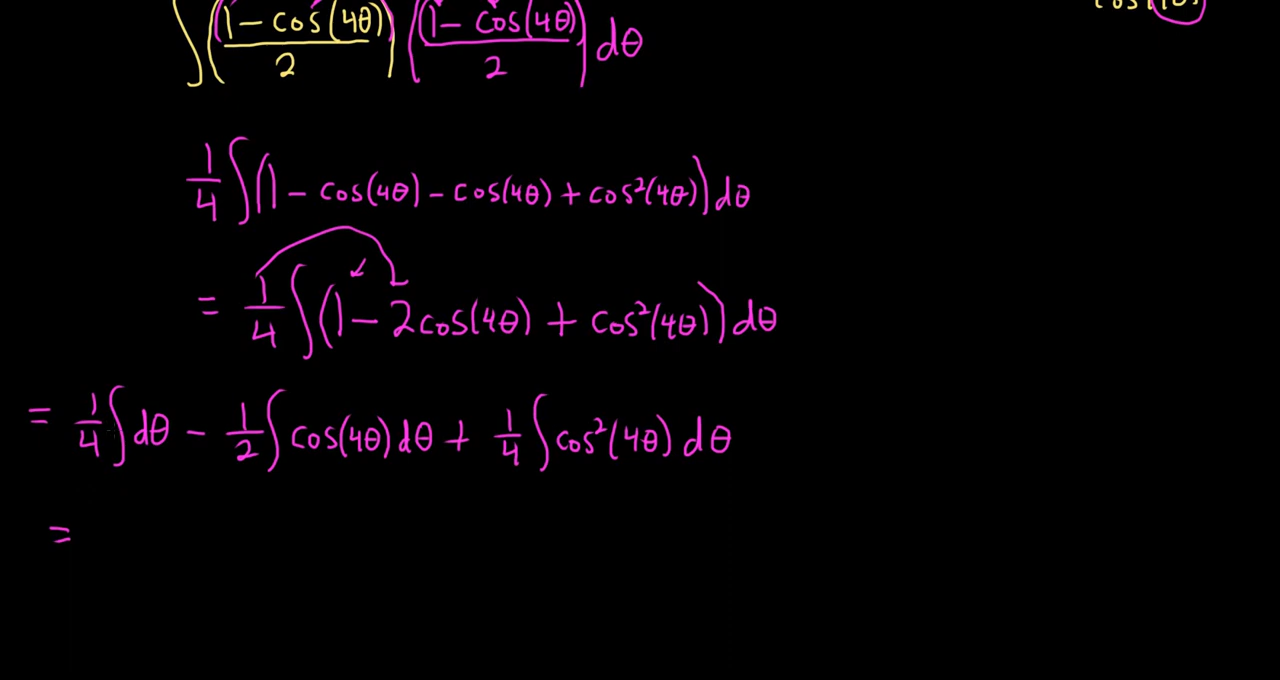 ∫((1 - cos(4θ))/2) ((1 - cos(4θ))/2) dθ
1/4 ∫(1 - cos(4θ) - cos(4θ) + cos²(4θ)) dθ
= 1/4 ∫(1 - 2cos(4θ) + cos²(4θ)) dθ
= 1/4 ∫dθ - 1/2 ∫cos(4θ) dθ + 1/4 ∫cos²(4θ) dθ
=